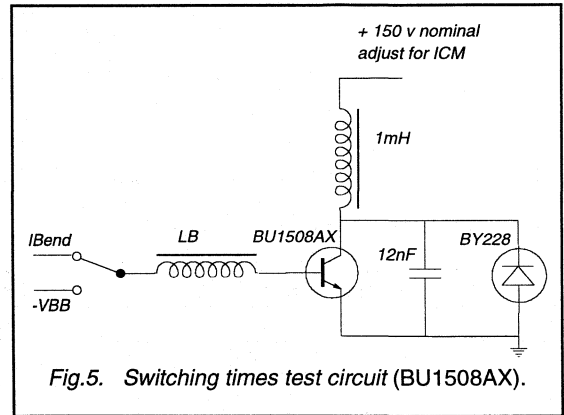 + 150 v nominal
adjust for ICM
1mH
IBend
LB
BU1508AX
12nF
BY228
-VBB
Fig.5. Switching times test circuit (BU1508AX).